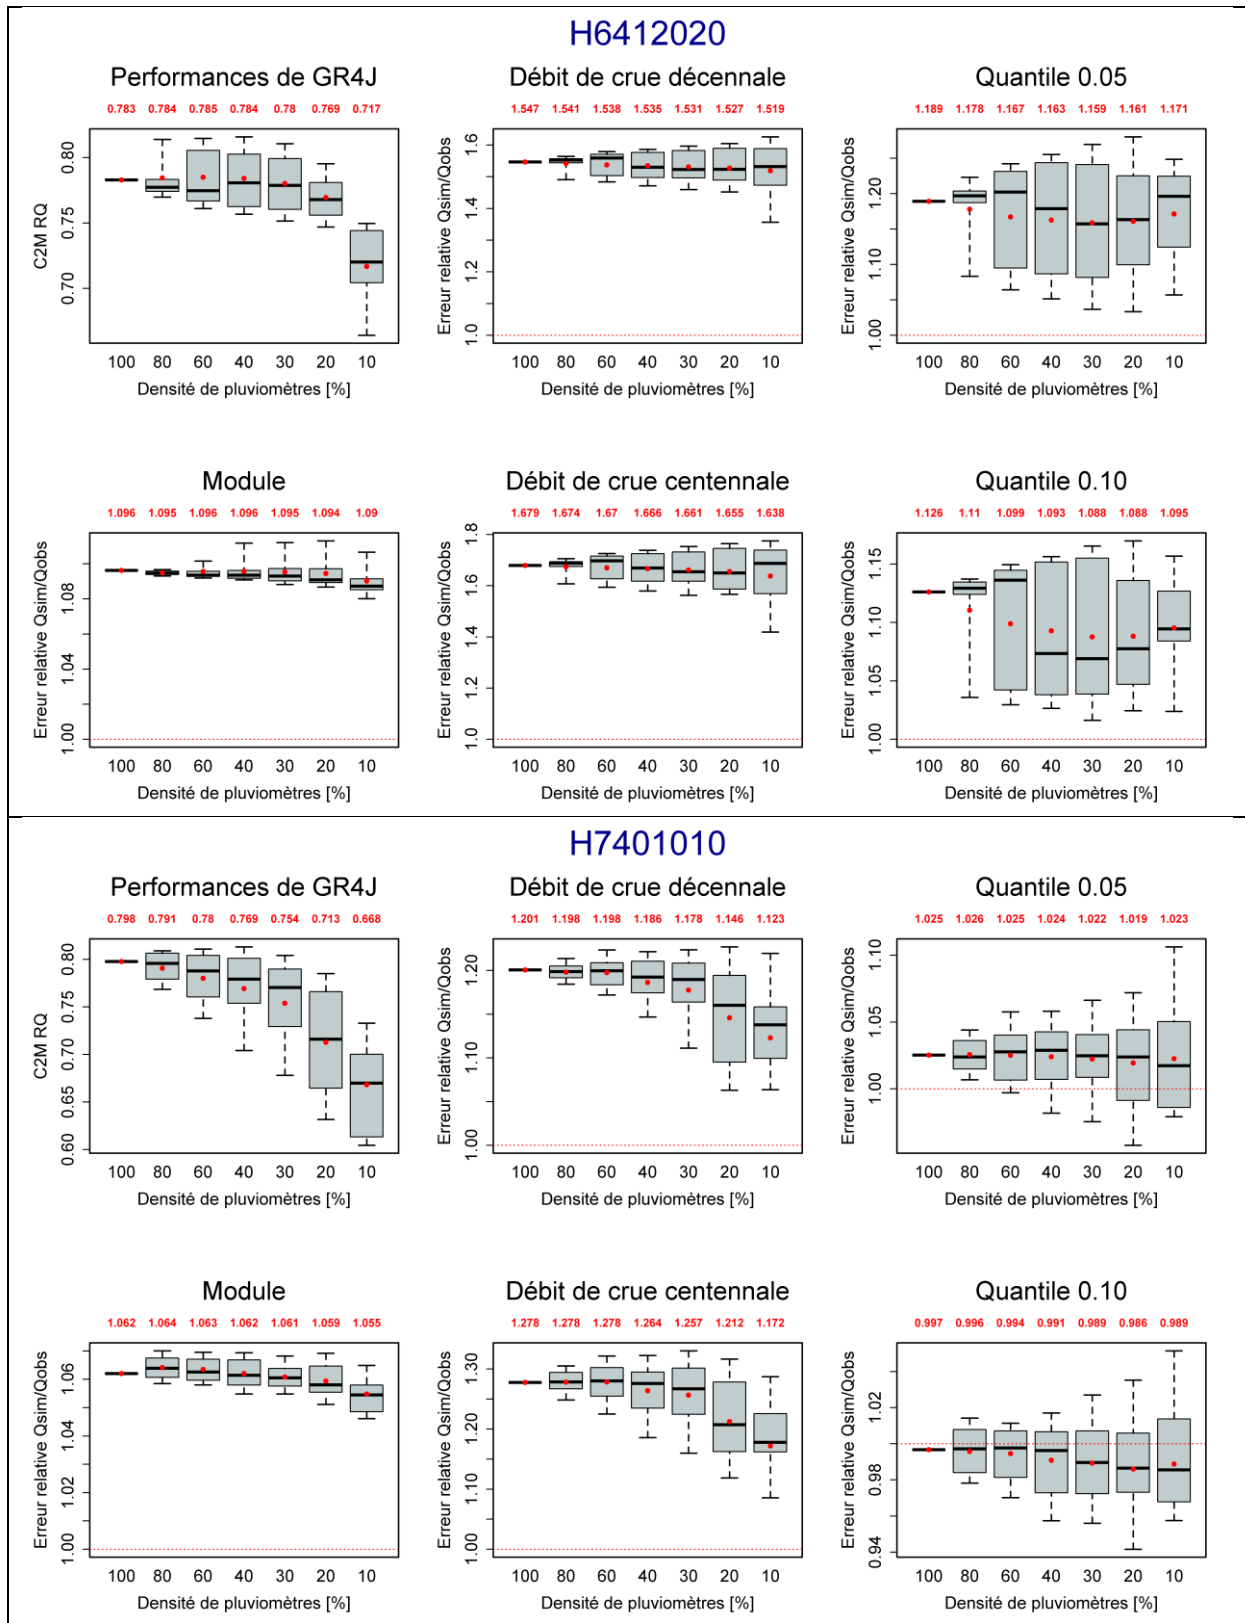 H6412020
Performances de GR4J
Débit de crue décennale
Quantile 0.05
0.783 0.784 0.785 0.784 0.78 0.769 0.717
1.547 1.541 1.538 1.535 1.531 1.527 1.519
1.189 1.178 1.167 1.163 1.159 1.161 1.171
C2M RQ
0.80
0.75
0.70
100 80 60 40 30 20 10
Densité de pluviomètres [%]
Erreur relative Qsim/Qobs
1.6
1.4
1.2
1.0
100 80 60 40 30 20 10
Densité de pluviomètres [%]
Erreur relative Qsim/Qobs
1.20
1.10
1.00
100 80 60 40 30 20 10
Densité de pluviomètres [%]
Module
Débit de crue centennale
Quantile 0.10
1.096 1.095 1.096 1.096 1.095 1.094 1.09
1.679 1.674 1.67 1.666 1.661 1.655 1.638
1.126 1.11 1.099 1.093 1.088 1.088 1.095
Erreur relative Qsim/Qobs
1.08
1.04
1.00
100 80 60 40 30 20 10
Densité de pluviomètres [%]
Erreur relative Qsim/Qobs
1.8
1.6
1.4
1.2
1.0
100 80 60 40 30 20 10
Densité de pluviomètres [%]
Erreur relative Qsim/Qobs
1.15
1.10
1.05
1.00
100 80 60 40 30 20 10
Densité de pluviomètres [%]
H7401010
Performances de GR4J
Débit de crue décennale
Quantile 0.05
0.798 0.791 0.78 0.769 0.754 0.713 0.668
1.201 1.198 1.198 1.186 1.178 1.146 1.123
1.025 1.026 1.025 1.024 1.022 1.019 1.023
C2M RQ
0.80
0.75
0.70
0.65
0.60
100 80 60 40 30 20 10
Densité de pluviomètres [%]
Erreur relative Qsim/Qobs
1.20
1.10
1.00
100 80 60 40 30 20 10
Densité de pluviomètres [%]
Erreur relative Qsim/Qobs
1.10
1.05
1.00
100 80 60 40 30 20 10
Densité de pluviomètres [%]
Module
Débit de crue centennale
Quantile 0.10
1.062 1.064 1.063 1.062 1.061 1.059 1.055
1.278 1.278 1.278 1.264 1.257 1.212 1.172
0.997 0.996 0.994 0.991 0.989 0.986 0.989
Erreur relative Qsim/Qobs
1.06
1.04
1.02
1.00
100 80 60 40 30 20 10
Densité de pluviomètres [%]
Erreur relative Qsim/Qobs
1.30
1.20
1.10
1.00
100 80 60 40 30 20 10
Densité de pluviomètres [%]
Erreur relative Qsim/Qobs
1.02
0.98
0.94
100 80 60 40 30 20 10
Densité de pluviomètres [%]